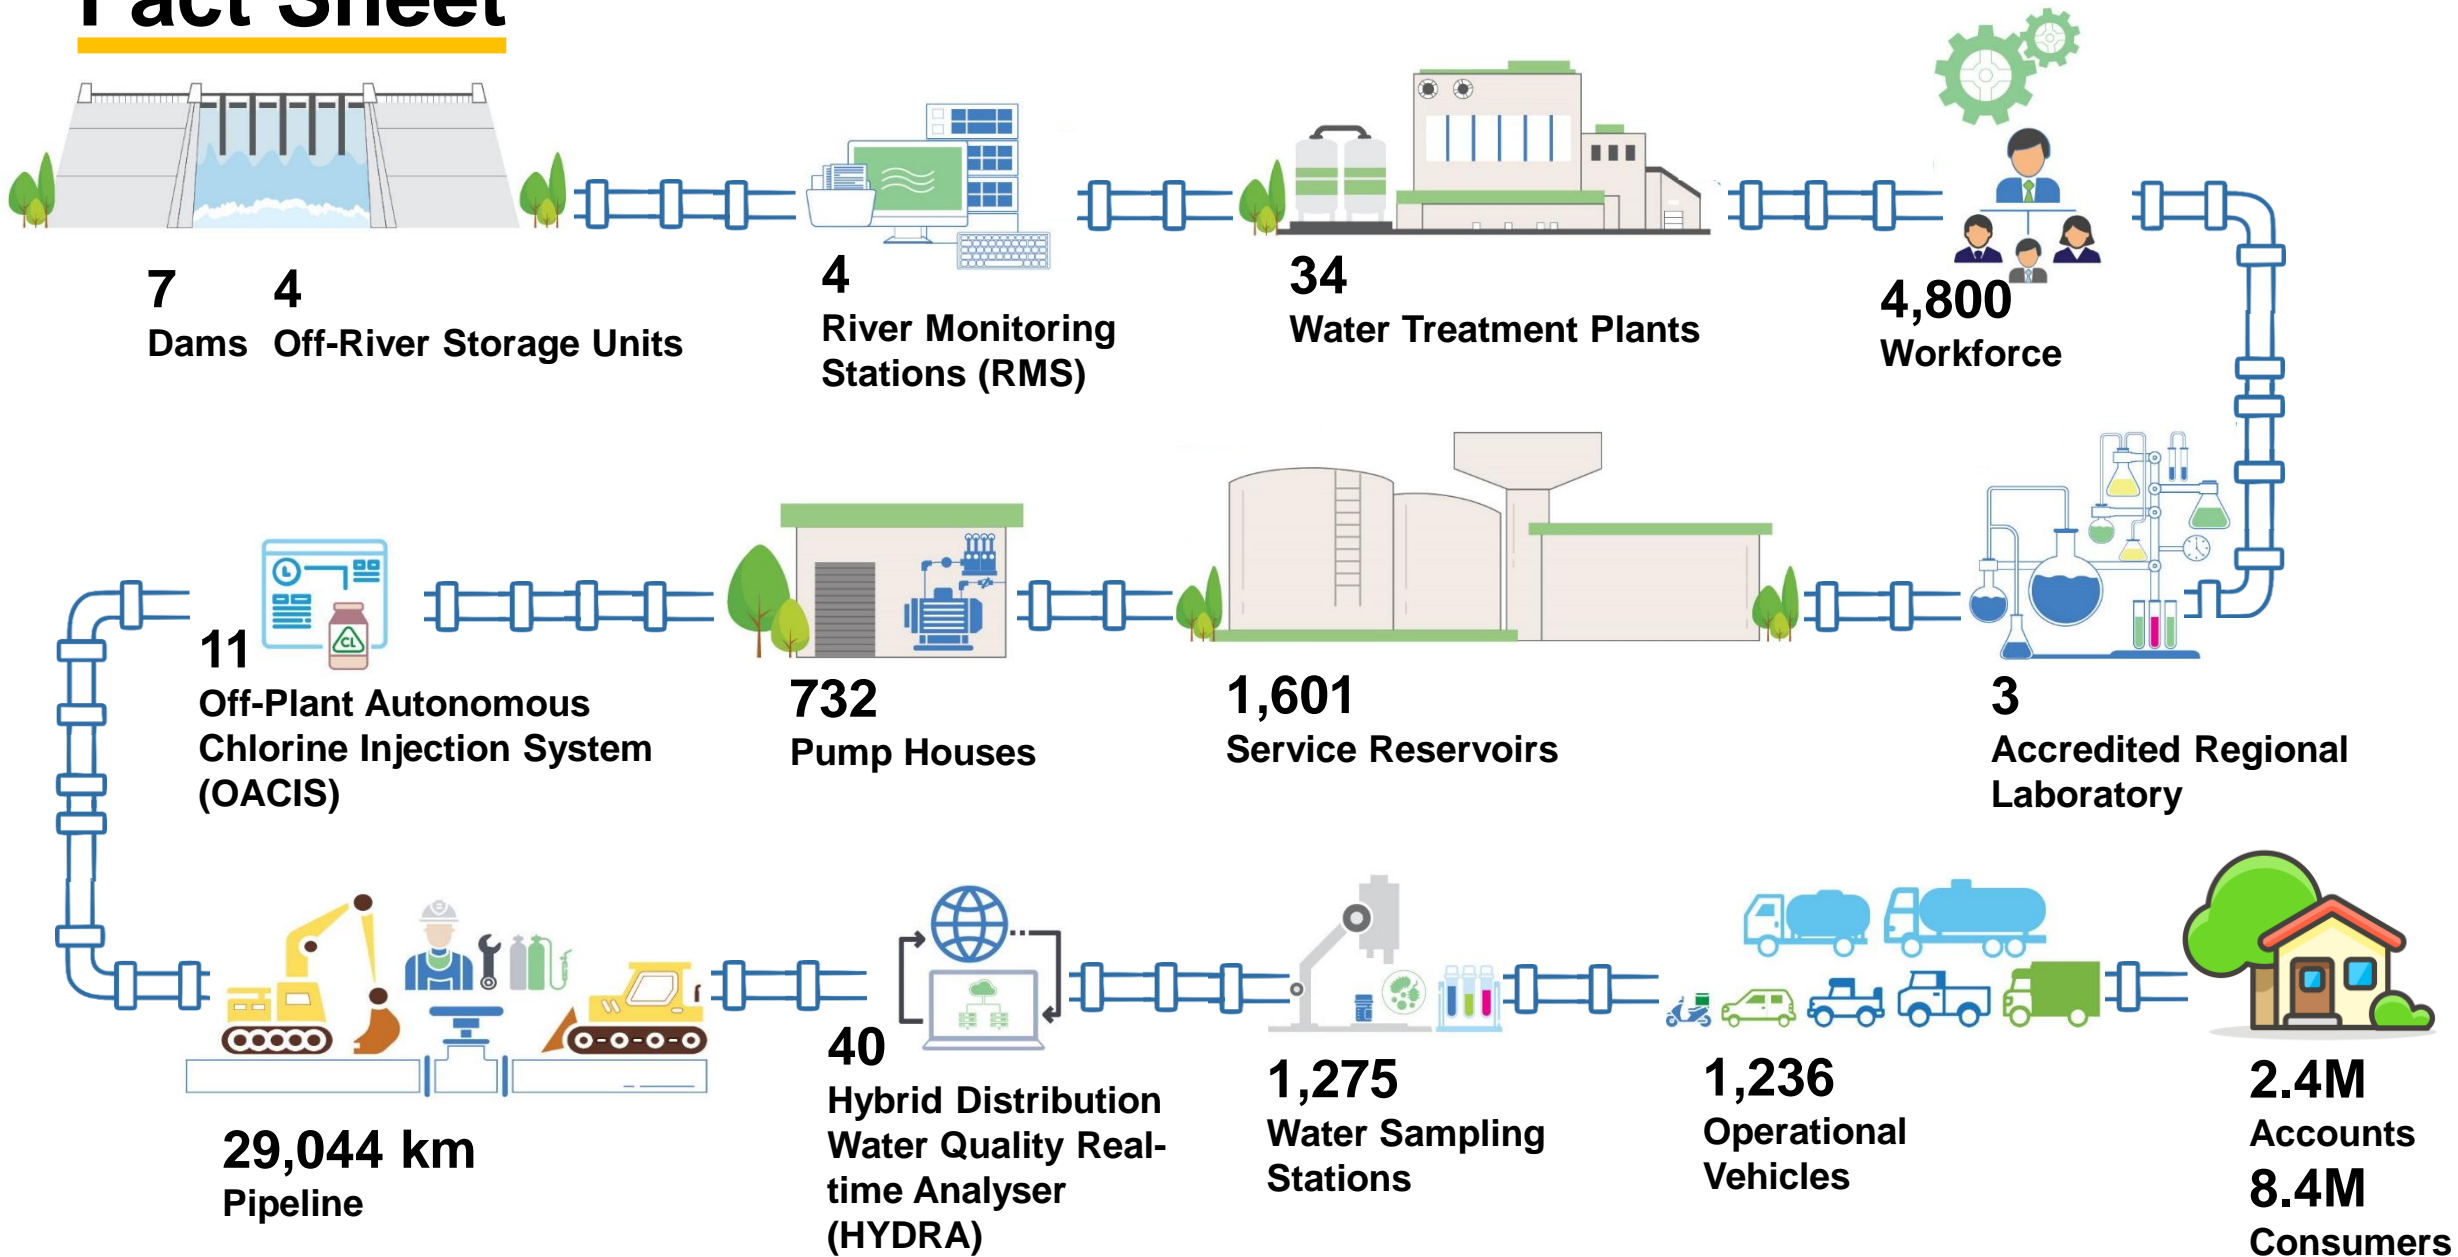 Fact Sheet
7
Dams
4
Off-River Storage Units
4
River Monitoring
Stations (RMS)
34
Water Treatment Plants
4,800
Workforce
11
Off-Plant Autonomous
Chlorine Injection System
(OACIS)
CL
732
Pump Houses
1,601
Service Reservoirs
3
Accredited Regional
Laboratory
29,044 km
Pipeline
40
Hybrid Distribution
Water Quality Real-
time Analyser
(HYDRA)
1,275
Water Sampling
Stations
1,236
Operational
Vehicles
2.4M
Accounts
8.4M
Consumers